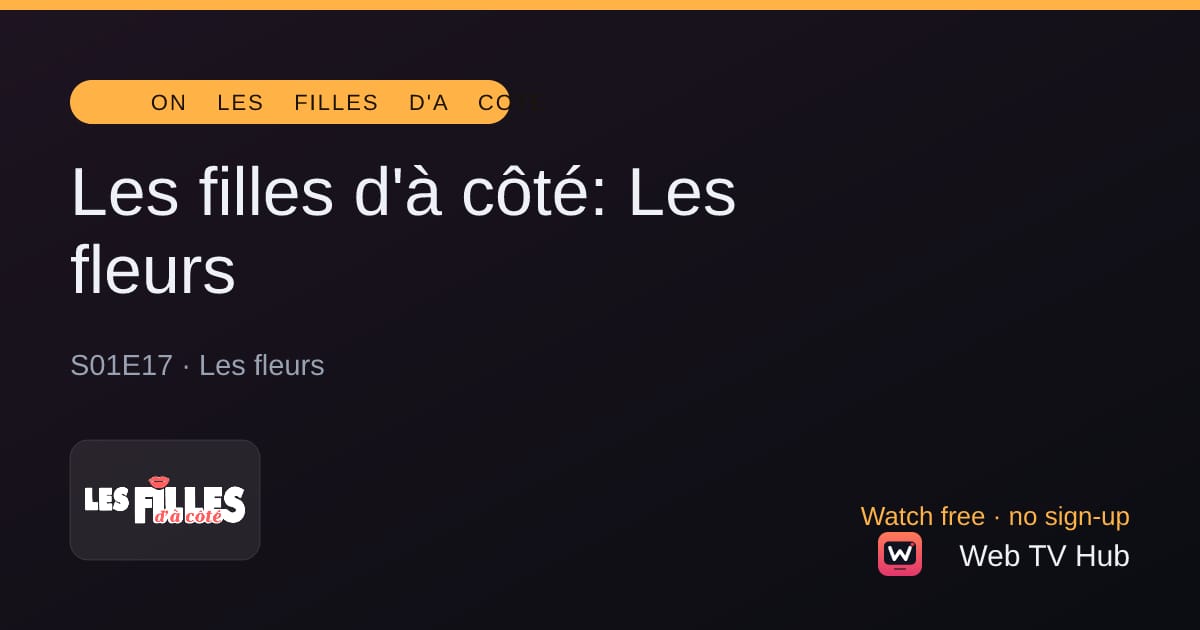 ON LES FILLES D'A CO
Les filles d'à côté: Les
fleurs
S01E17 · Les fleurs
LES FILLES
d'à côté
Watch free · no sign-up
Web TV Hub